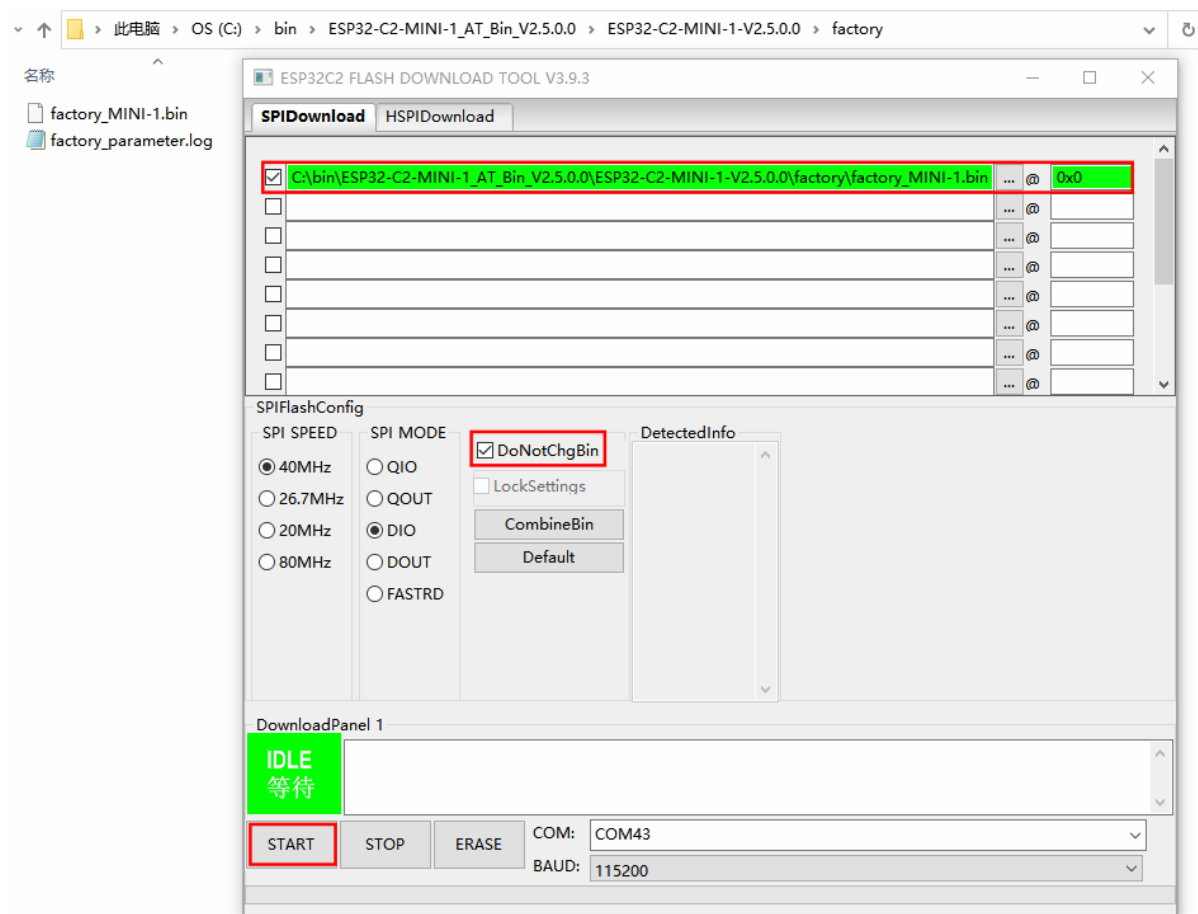 此电脑 > OS (C:) > bin > ESP32-C2-MINI-1_AT_Bin_V2.5.0.0 > ESP32-C2-MINI-1-V2.5.0.0 > factory
名称
factory_MINI-1.bin
factory_parameter.log
ESP32C2 FLASH DOWNLOAD TOOL V3.9.3
SPIDownload HSPIDownload
C:\bin\ESP32-C2-MINI-1_AT_Bin_V2.5.0.0\ESP32-C2-MINI-1-V2.5.0.0\factory\factory_MINI-1.bin ... @ 0x0
... @
... @
... @
... @
... @
... @
... @
SPIFlashConfig
SPI SPEED SPI MODE DoNotChgBin DetectedInfo
40MHz QIO LockSettings
26.7MHz QOUT CombineBin
20MHz DIO Default
80MHz DOUT
FASTRD
DownloadPanel 1
IDLE
等待
START STOP ERASE COM: COM43
BAUD: 115200